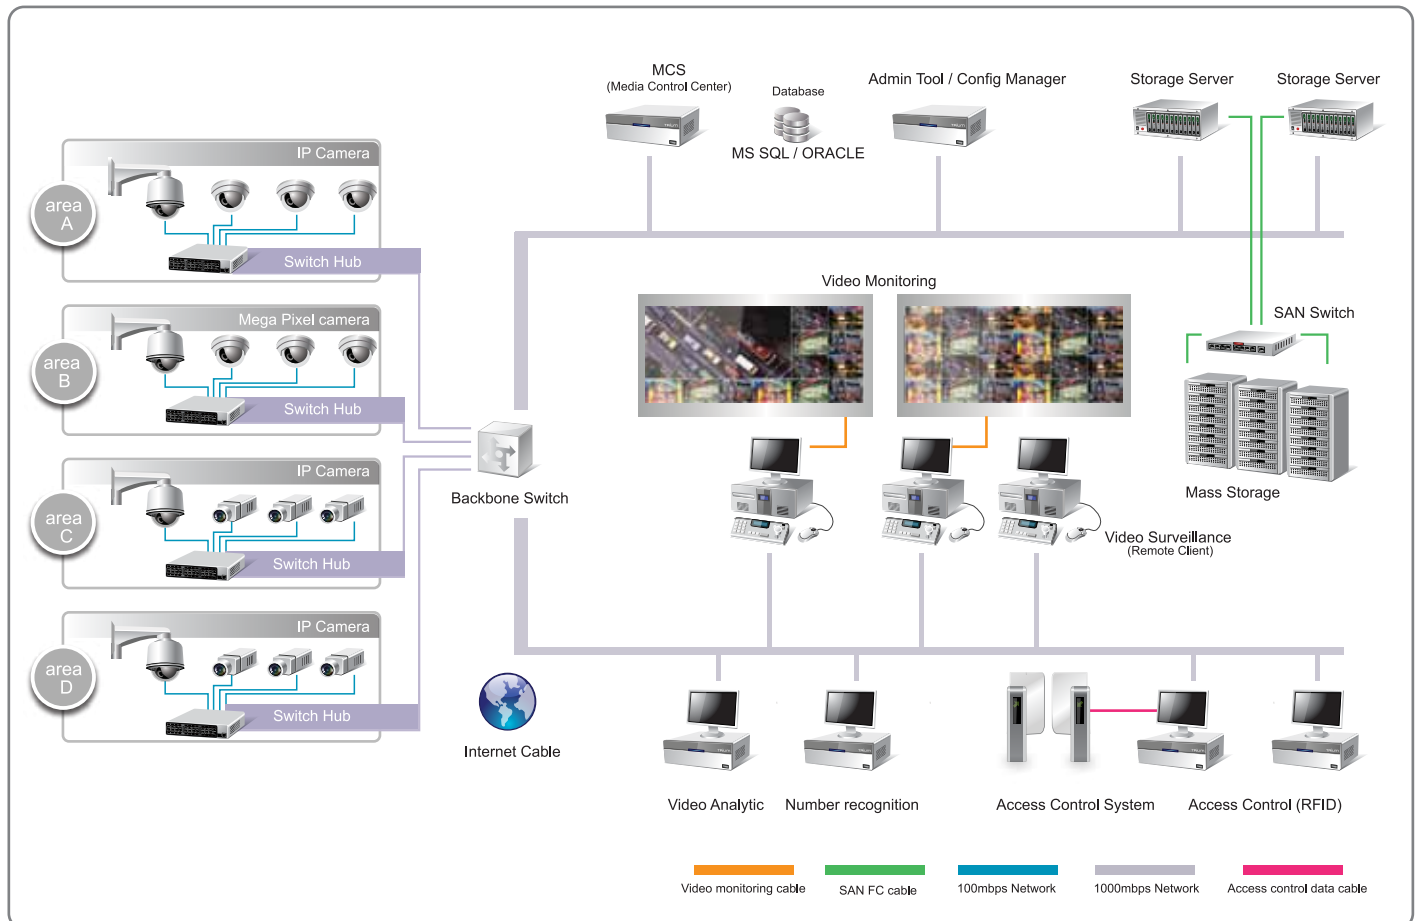 MCS
(Media Control Center)
Database
MS SQL / ORACLE
Admin Tool / Config Manager
Storage Server
Storage Server
IP Camera
area
A
Switch Hub
Mega Pixel camera
area
B
Switch Hub
IP Camera
area
C
Switch Hub
IP Camera
area
D
Switch Hub
Backbone Switch
Internet Cable
Video Monitoring
SAN Switch
Mass Storage
Video Surveillance
(Remote Client)
Video Analytic
Number recognition
Access Control System
Access Control (RFID)
Video monitoring cable
SAN FC cable
100mbps Network
1000mbps Network
Access control data cable